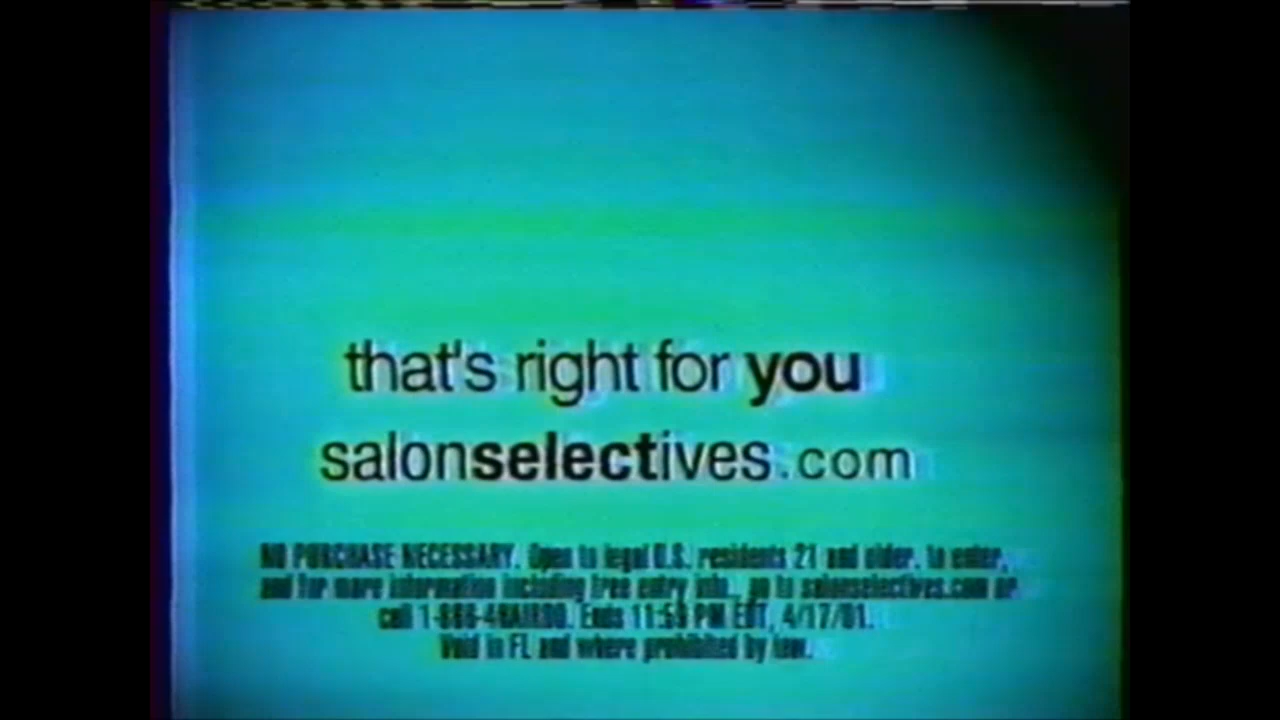 that's right for you
salonselectives.com
NO PURCHASE NECESSARY. Open to legal U.S. residents 21 and older. to enter,
and for more information including free entry info., go to salonselectives.com or
call 1-866-4HAIRDO. Ends 11:59 PM EDT, 4/17/01.
Void in FL and where prohibited by law.